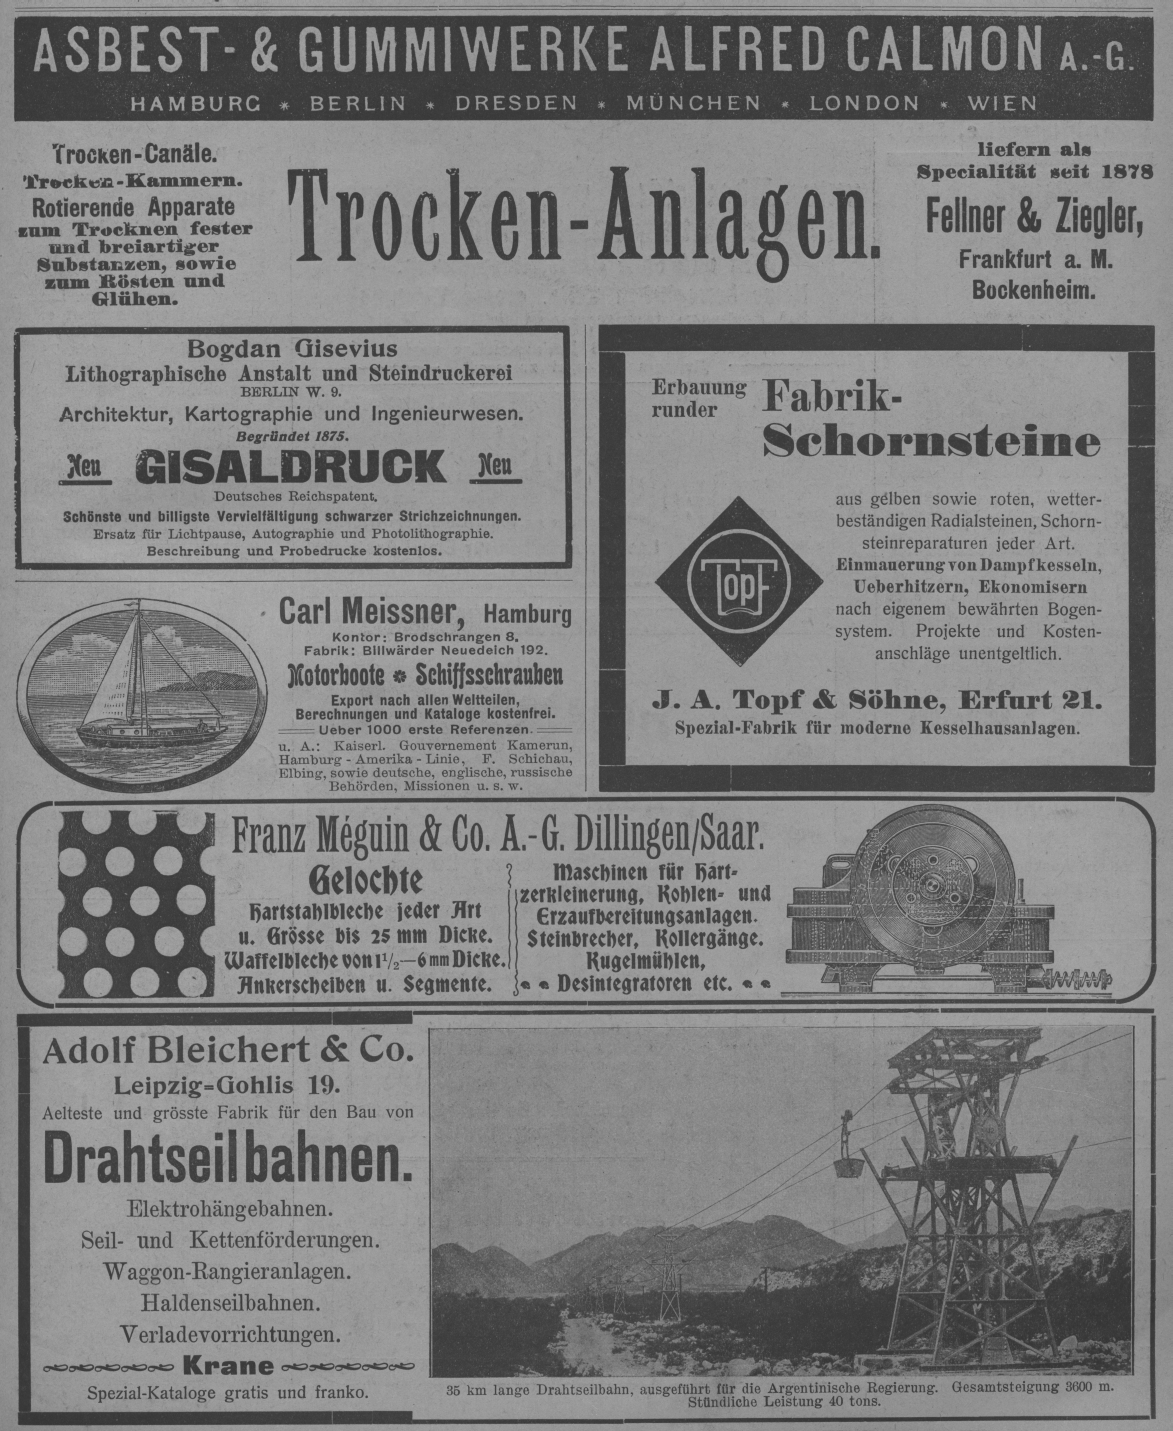 ASBEST- & GUMMIWERKE ALFRED CALMON A.-G.
HAMBURG * BERLIN * DRESDEN * MÜNCHEN * LONDON * WIEN
Trocken-Canäle.
Trocken-Kammern.
Rotierende Apparate
zum Trocknen fester
und breiartiger
Substanzen, sowie
zum Rösten und
Glühen.
Trocken-Anlagen.
liefern als
Specialität seit 1878
Fellner & Ziegler,
Frankfurt a. M.
Bockenheim.
Bogdan Gisevius
Lithographische Anstalt und Steindruckerei
BERLIN W. 9.
Architektur, Kartographie und Ingenieurwesen.
Begründet 1875.
Neu GISALDRUCK Neu
Deutsches Reichspatent.
Schönste und billigste Vervielfältigung schwarzer Strichzeichnungen.
Ersatz für Lichtpause, Autographie und Photolithographie.
Beschreibung und Probedrucke kostenlos.
Carl Meissner, Hamburg
Kontor: Brodschrangen 8.
Fabrik: Billwärder Neuedeich 192.
Motorboote * Schiffsschrauben
Export nach allen Weltteilen,
Berechnungen und Kataloge kostenfrei.
Ueber 1000 erste Referenzen.
u. A.: Kaiserl. Gouvernement Kamerun,
Hamburg - Amerika - Linie, F. Schichau,
Elbing, sowie deutsche, englische, russische
Behörden, Missionen u. s. w.
Erbauung
runder
Fabrik-
Schornsteine
aus gelben sowie roten, wetter-
beständigen Radialsteinen, Schorn-
steinreparaturen jeder Art.
Einmauerung von Dampfkesseln,
Ueberhitzern, Ekonomisern
nach eigenem bewährten Bogen-
system. Projekte und Kosten-
anschläge unentgeltlich.
TopF
J. A. Topf & Söhne, Erfurt 21.
Spezial-Fabrik für moderne Kesselhausanlagen.
Franz Méguin & Co. A.-G. Dillingen/Saar.
Gelochte
Hartstahlbleche jeder Art
u. Grösse bis 25 mm Dicke.
Waffelbleche von 1 1/2—6 mm Dicke.
Ankerscheiben u. Segmente.
Maschinen für Hart-
zerkleinerung, Kohlen- und
Erzaufbereitungsanlagen.
Steinbrecher, Kollergänge.
Kugelmühlen,
Desintegratoren etc.
Adolf Bleichert & Co.
Leipzig=Gohlis 19.
Aelteste und grösste Fabrik für den Bau von
Drahtseilbahnen.
Elektrohängebahnen.
Seil- und Kettenförderungen.
Waggon-Rangieranlagen.
Haldenseilbahnen.
Verladevorrichtungen.
Krane
Spezial-Kataloge gratis und franko.
35 km lange Drahtseilbahn, ausgeführt für die Argentinische Regierung. Gesamtsteigung 3600 m.
Stündliche Leistung 40 tons.